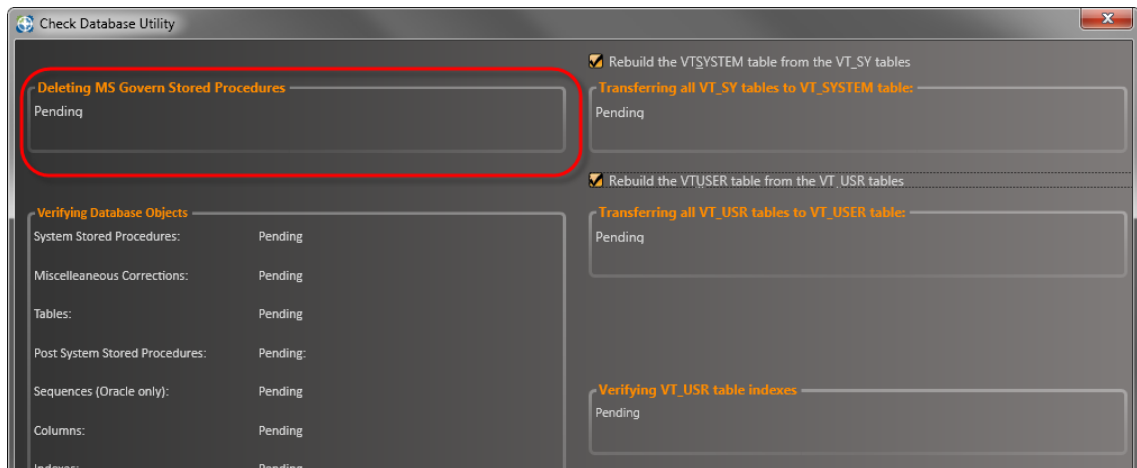 Check Database Utility
Rebuild the VTSYSTEM table from the VT_SY tables
Deleting MS Govern Stored Procedures
Pending
Transferring all VT_SY tables to VT_SYSTEM table:
Pending
Rebuild the VTUSER table from the VT_USR tables
Verifying Database Objects
System Stored Procedures: Pending
Miscelleaneous Corrections: Pending
Tables: Pending
Post System Stored Procedures: Pending:
Sequences (Oracle only): Pending
Columns: Pending
Indexes: Pending
Transferring all VT_USR tables to VT_USER table:
Pending
Verifying VT_USR table indexes
Pending